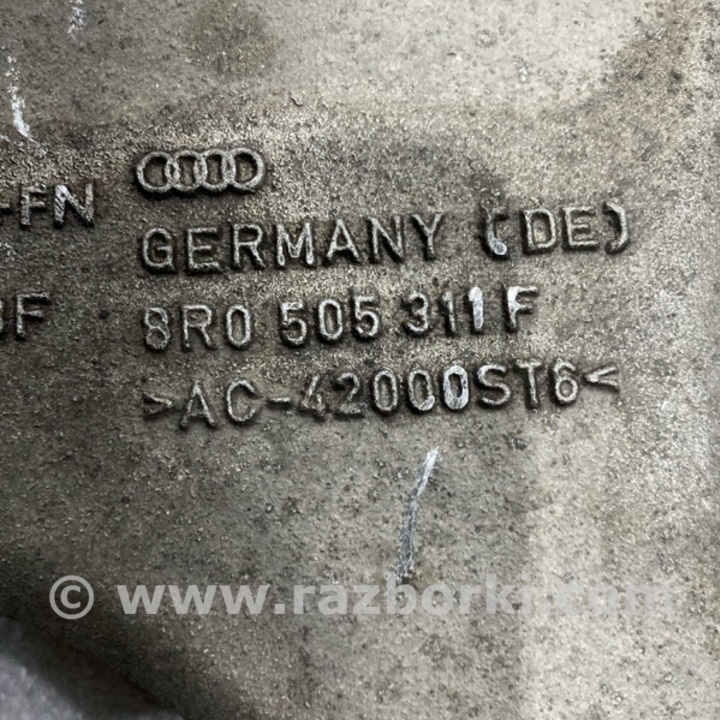 -FN
GERMANY (DE)
8R0 505 311 F
>AC-42000ST6<
© www.razborki.com